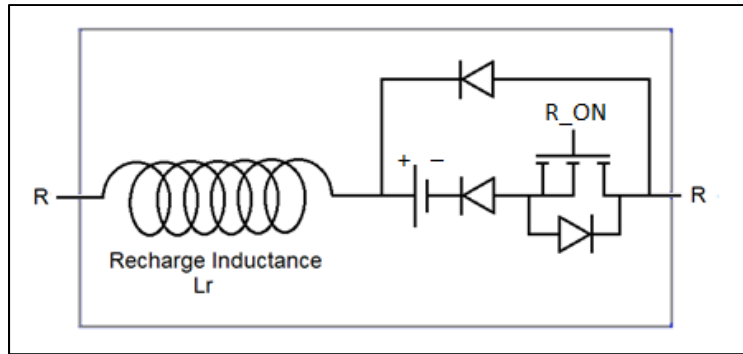 R_ON
+ –
R
R
Recharge Inductance
Lr